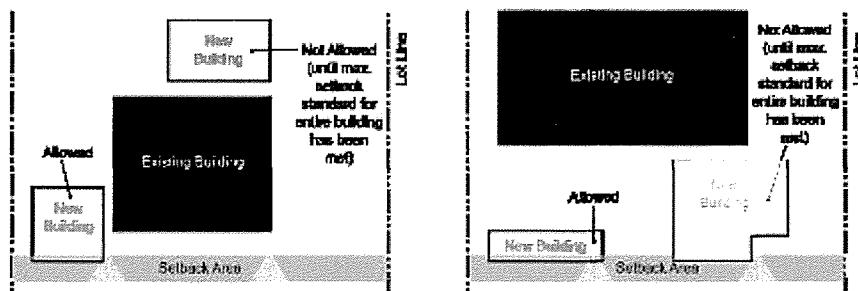 New
Building
Not Allowed
(until max.
setback
standard for
entire building
has been
met)
Lot Line
Existing Building
Allowed
New
Building
Setback Area
Existing Building
Not Allowed
(until max.
setback
standard for
entire building
has been
met)
Lot Line
New
Building
Allowed
New Building
Setback Area